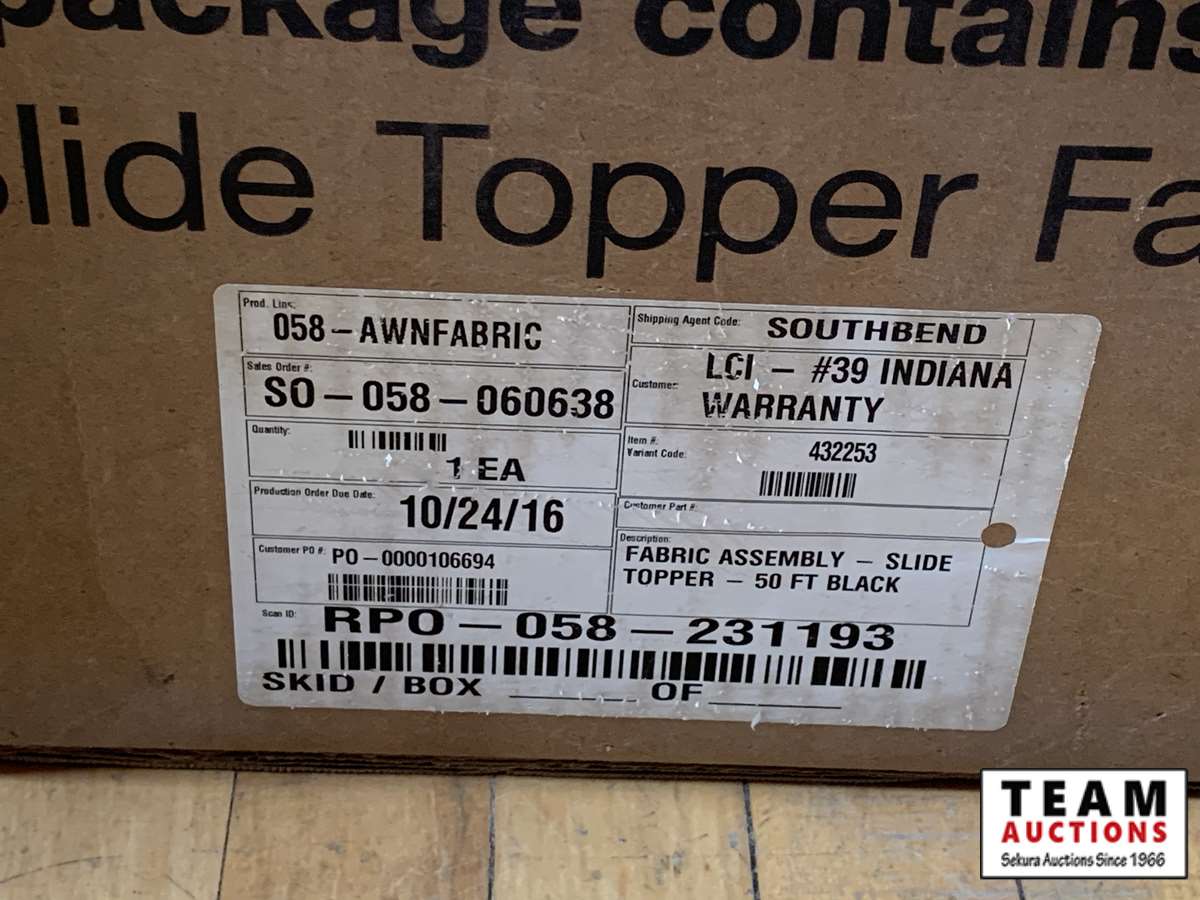 package contains
Slide Topper Fa
Prod. Line:
058-AWNFABRIC
Shipping Agent Code: SOUTHBEND
Sales Order #:
SO-058-060638
Customer: LCI - #39 INDIANA
WARRANTY
Quantity:
1 EA
Item #:
Variant Code: 432253
Production Order Due Date: 10/24/16
Customer Part #:
Customer PO #: PO-0000106694
Description:
FABRIC ASSEMBLY - SLIDE
TOPPER - 50 FT BLACK
Scan ID: RPO-058-231193
SKID / BOX ______ OF ______
TEAM
AUCTIONS
Sekura Auctions Since 1966